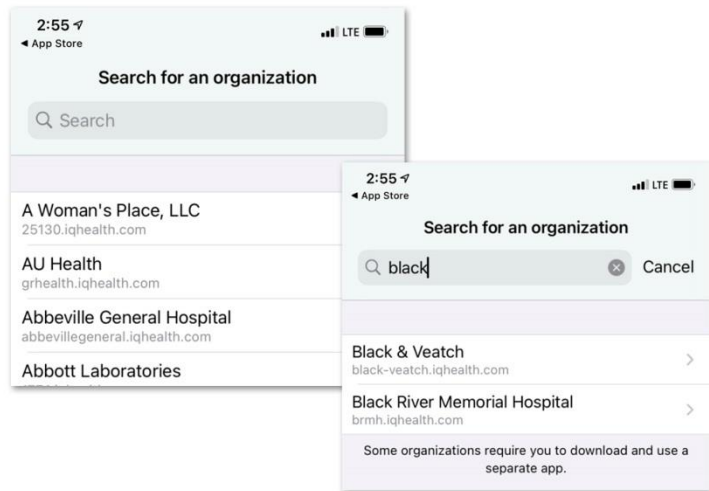 2:55
LTE
◀ App Store
Search for an organization
Search
A Woman's Place, LLC
25130.iqhealth.com
AU Health
grhealth.iqhealth.com
Abbeville General Hospital
abbevillegeneral.iqhealth.com
Abbott Laboratories
2:55
LTE
◀ App Store
Search for an organization
black
Cancel
Black & Veatch
black-veatch.iqhealth.com
Black River Memorial Hospital
brmh.iqhealth.com
Some organizations require you to download and use a
separate app.